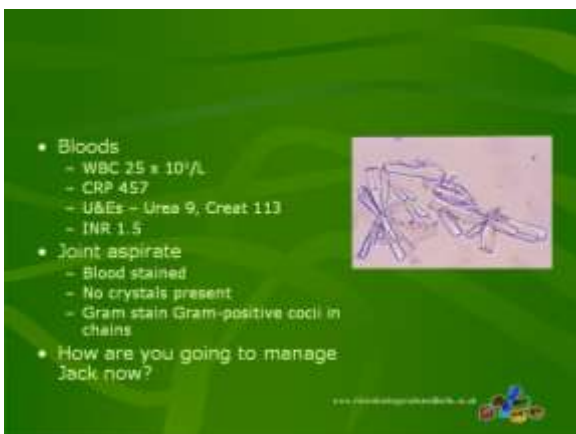 • Bloods
– WBC 25 x 10⁹/L
– CRP 457
– U&Es – Urea 9, Creat 113
– INR 1.5
• Joint aspirate
– Blood stained
– No crystals present
– Gram stain Gram-positive cocii in
chains
• How are you going to manage
Jack now?